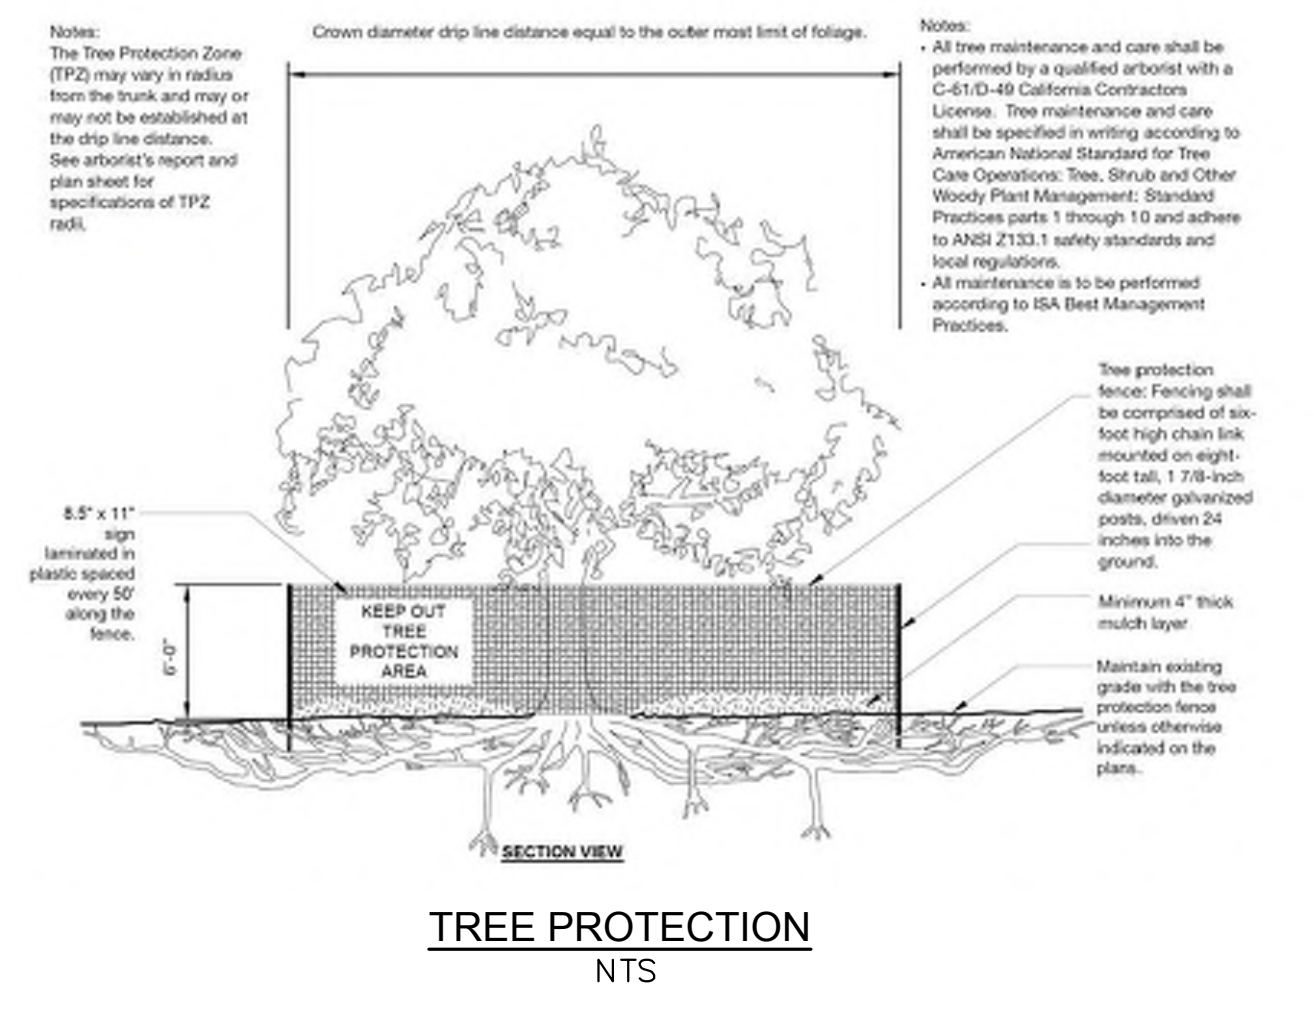 Notes:
The Tree Protection Zone
(TPZ) may vary in radius
from the trunk and may or
may not be established at
the drip line distance.
See arborist's report and
plan sheet for
specifications of TPZ
radii.
Crown diameter drip line distance equal to the outer most limit of foliage.
Notes:
• All tree maintenance and care shall be
performed by a qualified arborist with a
C-61/D-49 California Contractors
License. Tree maintenance and care
shall be specified in writing according to
American National Standard for Tree
Care Operations: Tree, Shrub and Other
Woody Plant Management: Standard
Practices parts 1 through 10 and adhere
to ANSI Z133.1 safety standards and
local regulations.
• All maintenance is to be performed
according to ISA Best Management
Practices.
Tree protection
fence: Fencing shall
be comprised of six-
foot high chain link
mounted on eight-
foot tall, 1 7/8-inch
diameter galvanized
posts, driven 24
inches into the
ground.
8.5" x 11"
sign
laminated in
plastic spaced
every 50'
along the
fence.
6'-0"
KEEP OUT
TREE
PROTECTION
AREA
Minimum 4" thick
mulch layer
Maintain existing
grade with the tree
protection fence
unless otherwise
indicated on the
plans.
SECTION VIEW
TREE PROTECTION
NTS